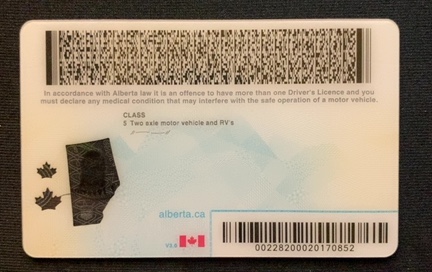 In accordance with Alberta law it is an offence to have more than one Driver's Licence and you
must declare any medical condition that may interfere with the safe operation of a motor vehicle.
CLASS
5 Two axle motor vehicle and RV's
alberta.ca
V2.0
00228200020170852